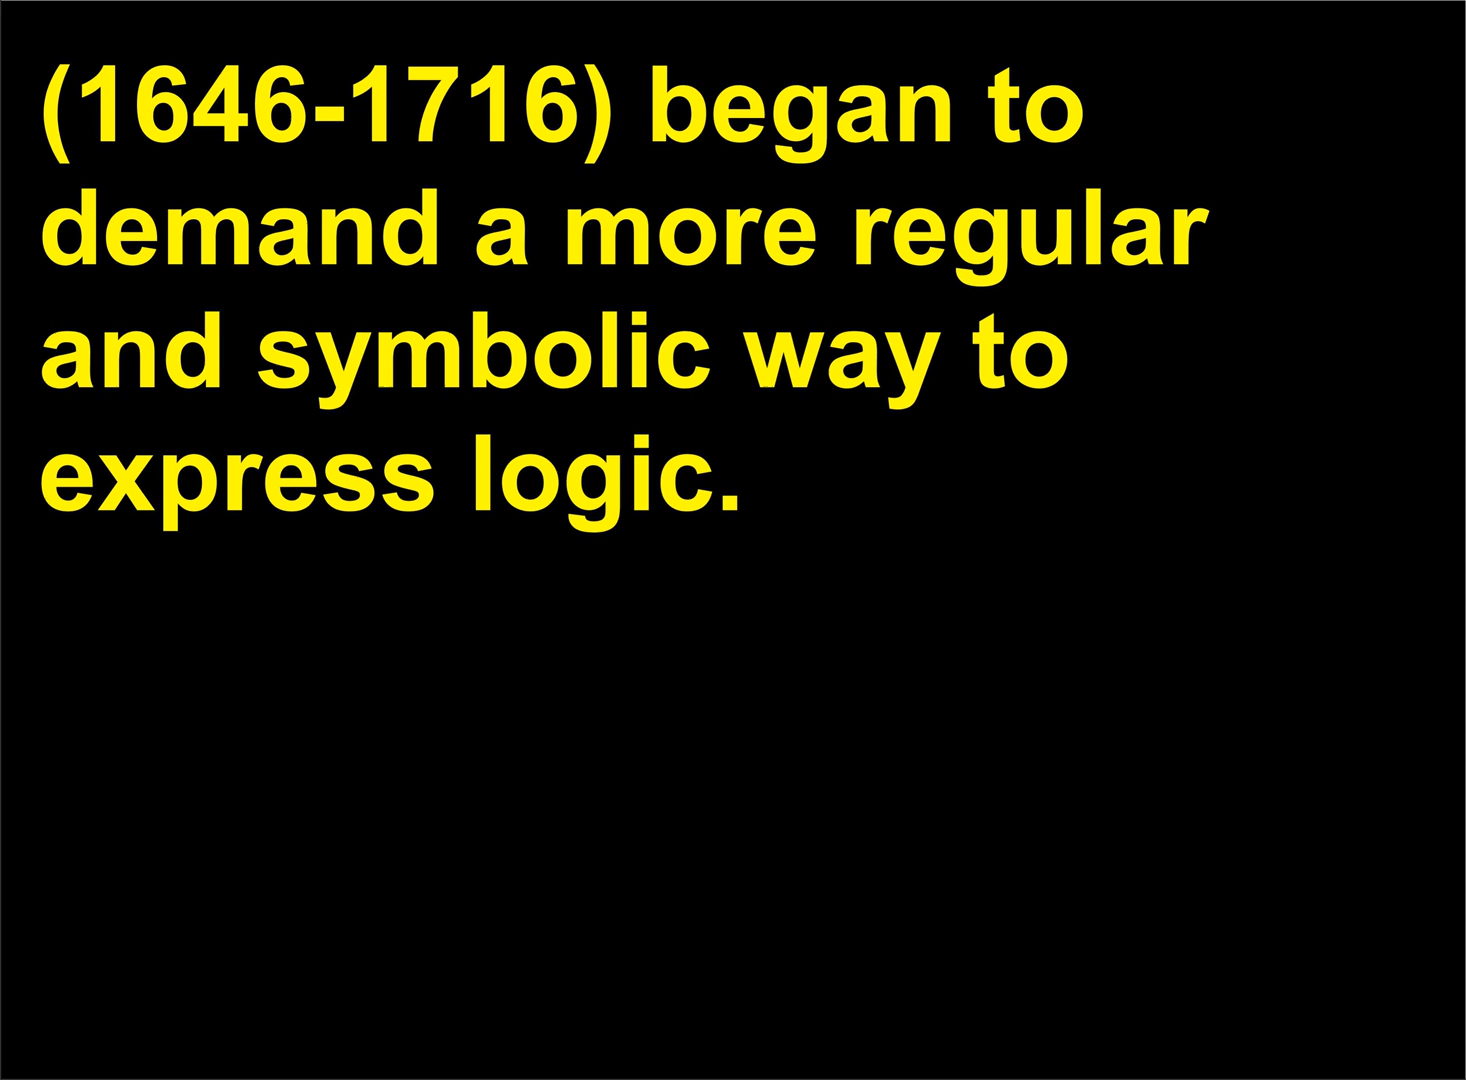 (1646-1716) began to
demand a more regular
and symbolic way to
express logic.